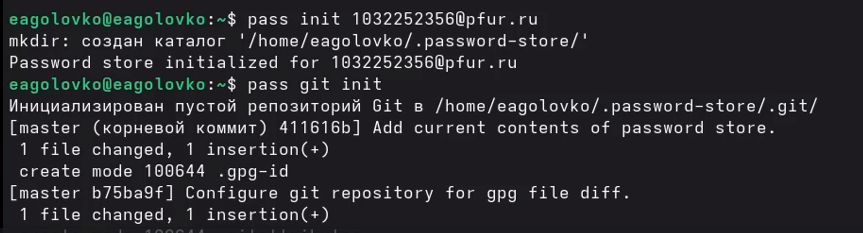 eagolovko@eagolovko:~$ pass init 1032252356@pfur.ru
mkdir: создан каталог '/home/eagolovko/.password-store/'
Password store initialized for 1032252356@pfur.ru
eagolovko@eagolovko:~$ pass git init
Инициализирован пустой репозиторий Git в /home/eagolovko/.password-store/.git/
[master (корневой коммит) 411616b] Add current contents of password store.
 1 file changed, 1 insertion(+)
 create mode 100644 .gpg-id
[master b75ba9f] Configure git repository for gpg file diff.
 1 file changed, 1 insertion(+)